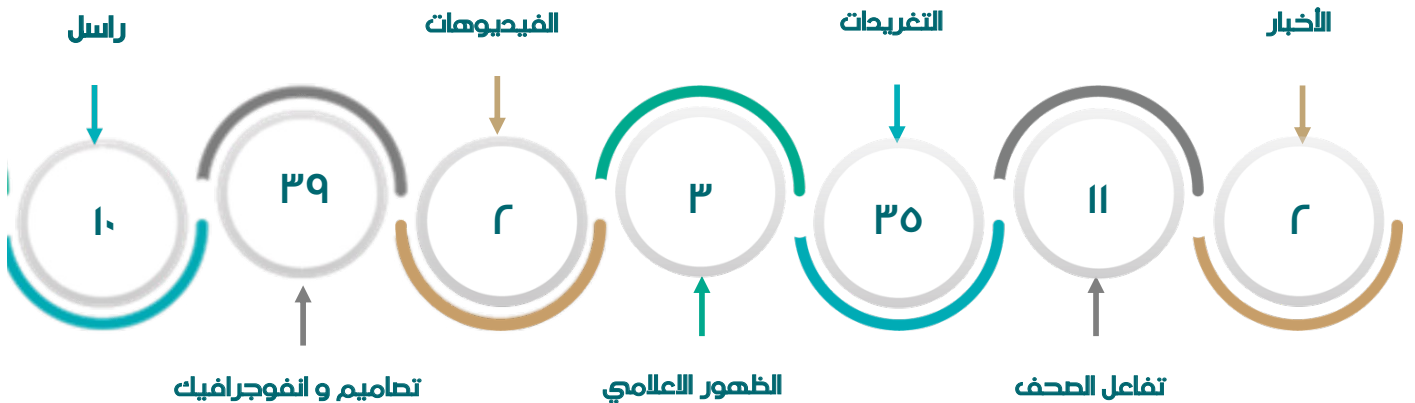 الأخبار
٢
تفاعل الصحف
١١
التغريدات
٣٥
الظهور الاعلامي
٣
الفيديوهات
٢
تصاميم و انفوجرافيك
٣٩
راسل
١٠